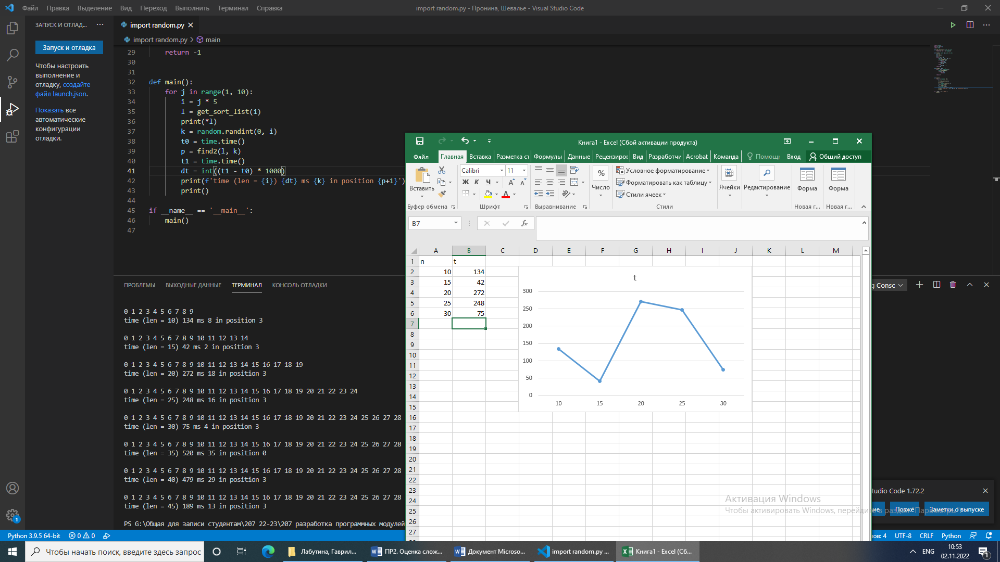 Файл Правка Выделение Вид Переход Выполнить Терминал Справка
import random.py - Пронина, Шевалье - Visual Studio Code
ЗАПУСК И ОТЛАД... ···
Запуск и отладка
Чтобы настроить
выполнение и
отладку, создайте
файл launch.json.
Показать все
автоматические
конфигурации
отладки.
import random.py
import random.py > main
29 return -1
30
31
32 def main():
33 for j in range(1, 10):
34 i = j * 5
35 l = get_sort_list(i)
36 print(*l)
37 k = random.randint(0, i)
38 t0 = time.time()
39 p = find2(l, k)
40 t1 = time.time()
41 dt = int((t1 - t0) * 1000)
42 print(f'time (len = {i}) {dt} ms {k} in position {p+1}')
43 print()
44
45 if __name__ == '__main__':
46 main()
47
ПРОБЛЕМЫ ВЫХОДНЫЕ ДАННЫЕ ТЕРМИНАЛ КОНСОЛЬ ОТЛАДКИ
g Consc
0 1 2 3 4 5 6 7 8 9
time (len = 10) 134 ms 8 in position 3
0 1 2 3 4 5 6 7 8 9 10 11 12 13 14
time (len = 15) 42 ms 2 in position 3
0 1 2 3 4 5 6 7 8 9 10 11 12 13 14 15 16 17 18 19
time (len = 20) 272 ms 18 in position 3
0 1 2 3 4 5 6 7 8 9 10 11 12 13 14 15 16 17 18 19 20 21 22 23 24
time (len = 25) 248 ms 16 in position 3
0 1 2 3 4 5 6 7 8 9 10 11 12 13 14 15 16 17 18 19 20 21 22 23 24 25 26 27 28
time (len = 30) 75 ms 4 in position 3
0 1 2 3 4 5 6 7 8 9 10 11 12 13 14 15 16 17 18 19 20 21 22 23 24 25 26 27 28
time (len = 35) 520 ms 35 in position 0
0 1 2 3 4 5 6 7 8 9 10 11 12 13 14 15 16 17 18 19 20 21 22 23 24 25 26 27 28
time (len = 40) 479 ms 29 in position 3
0 1 2 3 4 5 6 7 8 9 10 11 12 13 14 15 16 17 18 19 20 21 22 23 24 25 26 27 28
time (len = 45) 189 ms 13 in position 3
PS G:\Общая для записи студентам\207 22-23\207 разработка программных модулей
Книга1 - Excel (Сбой активации продукта)
Файл Главная Вставка Разметка ст Формулы Данные Рецензиро Вид Разработчи Acrobat Команда Помощь Вход Общий доступ
Вставить
Буфер обмена
Calibri 11
Ж К Ч
Шрифт
Выравнивание
%
Число
Условное форматирование
Форматировать как таблицу
Стили ячеек
Стили
Ячейки
Редактирование
Форма
Новая г...
Форма
Новая г...
B7
fx
A B C D E F G H I J K L M
1 n t
2 10 134
3 15 42
4 20 272
5 25 248
6 30 75
7
8
9
10
11
12
13
14
15
16
17
18
19
20
21
22
23
24
25
26
27
t
300
250
200
150
100
50
0
10 15 20 25 30
Активация Windows
Чтобы активировать Windows, перейдите в раздел "Параметры".
tudio Code 1.72.2
ие Позже Заметки о выпуске
1
Python 3.9.5 64-bit 0 0
ов: 4 UTF-8 CRLF Python
Чтобы начать поиск, введите здесь запрос
Лабутина, Гаврил...
ПР2. Оценка слож...
Документ Microso...
import random.py ...
Книга1 - Excel (Сб...
ENG
10:53
02.11.2022
1